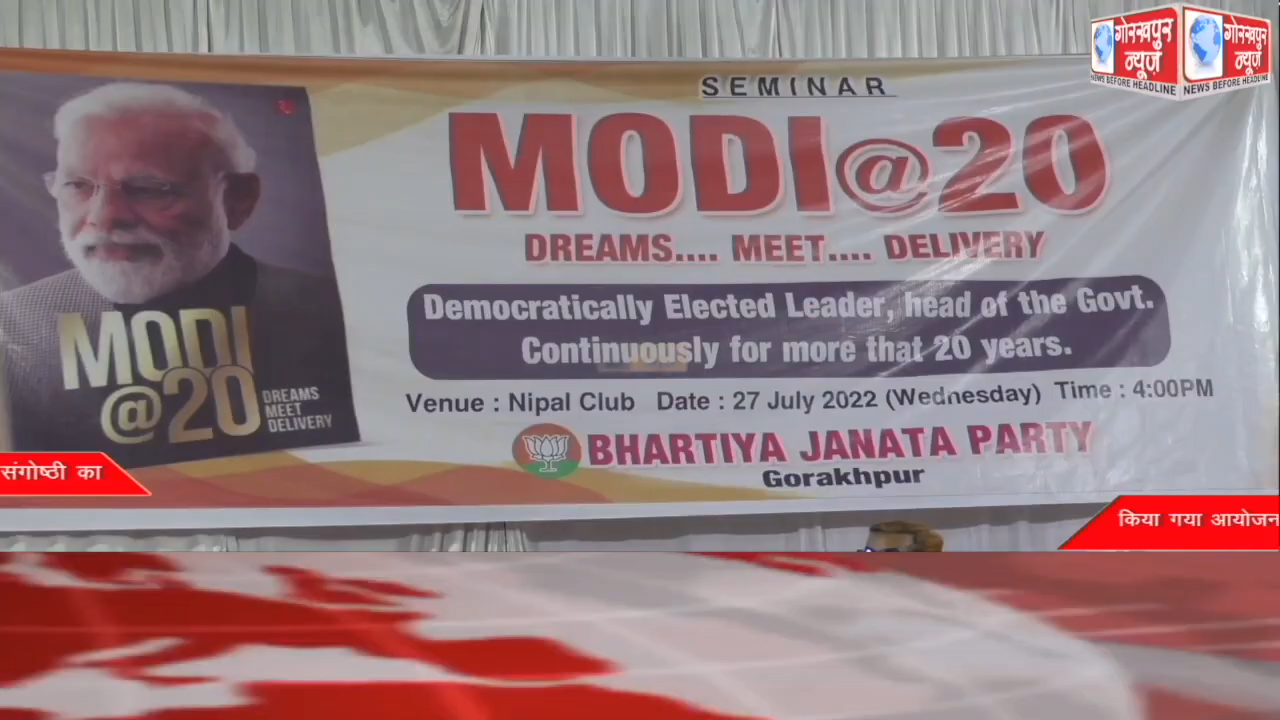 गोरखपुर न्यूज़
NEWS BEFORE HEADLINE
गोरखपुर न्यूज़
NEWS BEFORE HEADLINE
SEMINAR
MODI@20
DREAMS.... MEET.... DELIVERY
Democratically Elected Leader, head of the Govt.
Continuously for more that 20 years.
Venue : Nipal Club Date : 27 July 2022 (Wednesday) Time : 4:00PM
BHARTIYA JANATA PARTY
Gorakhpur
MODI
@20
DREAMS
MEET
DELIVERY
संगोष्ठी का
किया गया आयोजन